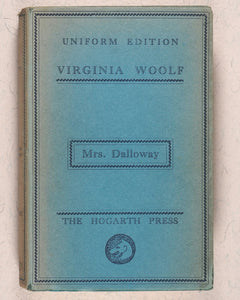 UNIFORM EDITION
VIRGINIA WOOLF
Mrs. Dalloway
THE HOGARTH PRESS